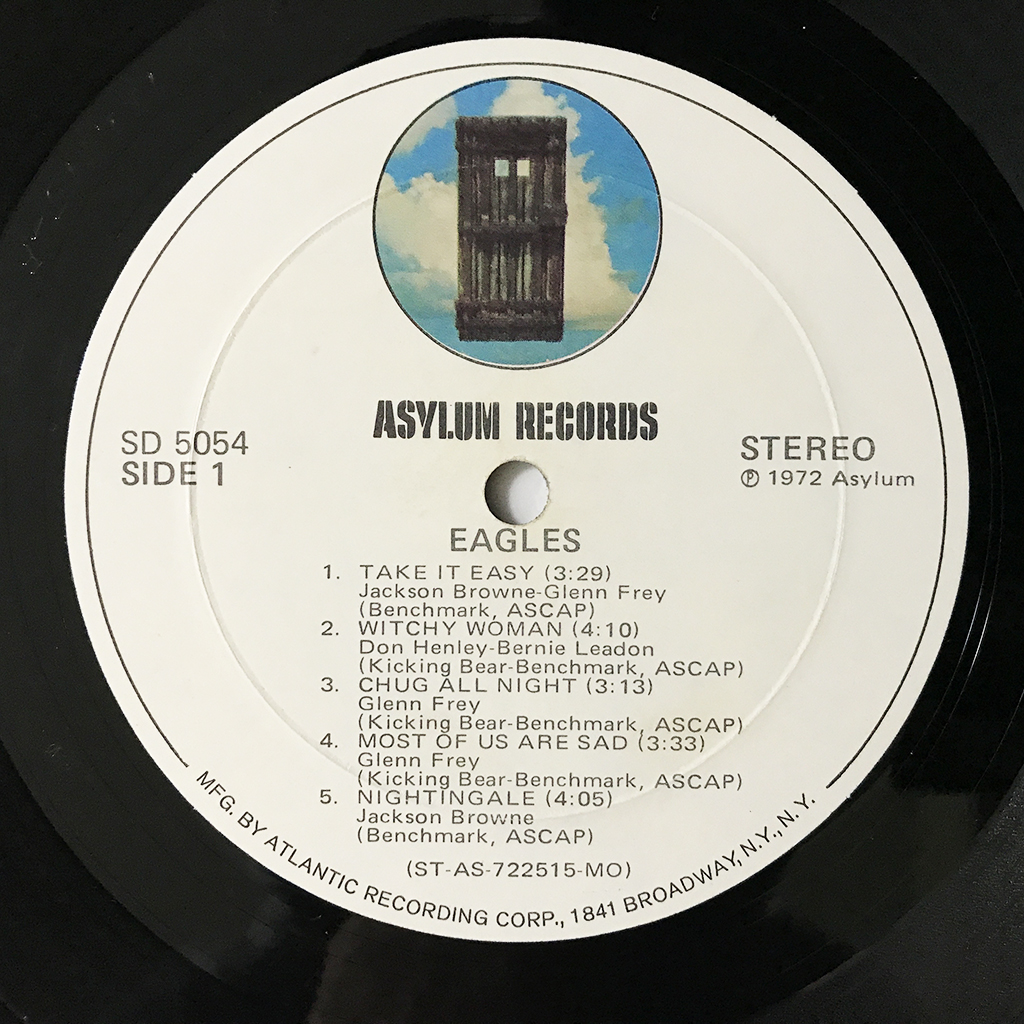 ASYLUM RECORDS
SD 5054
SIDE 1
STEREO
℗ 1972 Asylum
EAGLES
1. TAKE IT EASY (3:29)
Jackson Browne-Glenn Frey
(Benchmark, ASCAP)
2. WITCHY WOMAN (4:10)
Don Henley-Bernie Leadon
(Kicking Bear-Benchmark, ASCAP)
3. CHUG ALL NIGHT (3:13)
Glenn Frey
(Kicking Bear-Benchmark, ASCAP)
4. MOST OF US ARE SAD (3:33)
Glenn Frey
(Kicking Bear-Benchmark, ASCAP)
5. NIGHTINGALE (4:05)
Jackson Browne
(Benchmark, ASCAP)
(ST-AS-722515-MO)
MFG. BY ATLANTIC RECORDING CORP., 1841 BROADWAY, N.Y., N.Y.